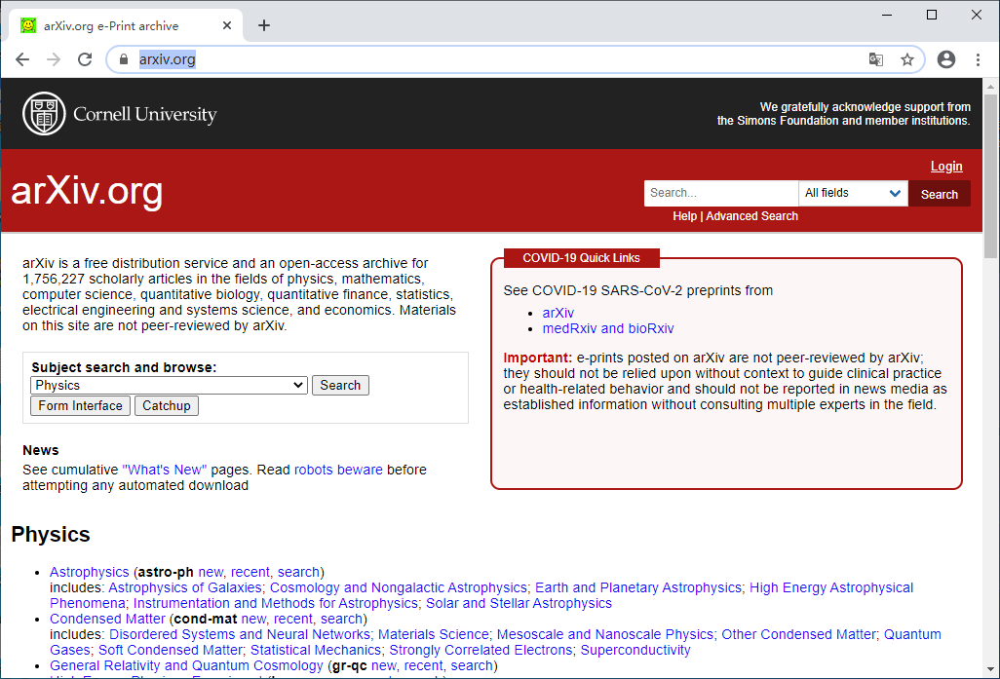 arXiv.org e-Print archive
arxiv.org
Cornell University
We gratefully acknowledge support from
the Simons Foundation and member institutions.
Login
arXiv.org
Search...
All fields
Search
Help | Advanced Search
arXiv is a free distribution service and an open-access archive for
1,756,227 scholarly articles in the fields of physics, mathematics,
computer science, quantitative biology, quantitative finance, statistics,
electrical engineering and systems science, and economics. Materials
on this site are not peer-reviewed by arXiv.
Subject search and browse:
Physics
Search
Form Interface
Catchup
News
See cumulative "What's New" pages. Read robots beware before
attempting any automated download
COVID-19 Quick Links
See COVID-19 SARS-CoV-2 preprints from
• arXiv
• medRxiv and bioRxiv
Important: e-prints posted on arXiv are not peer-reviewed by arXiv;
they should not be relied upon without context to guide clinical practice
or health-related behavior and should not be reported in news media as
established information without consulting multiple experts in the field.
Physics
• Astrophysics (astro-ph new, recent, search)
includes: Astrophysics of Galaxies; Cosmology and Nongalactic Astrophysics; Earth and Planetary Astrophysics; High Energy Astrophysical
Phenomena; Instrumentation and Methods for Astrophysics; Solar and Stellar Astrophysics
• Condensed Matter (cond-mat new, recent, search)
includes: Disordered Systems and Neural Networks; Materials Science; Mesoscale and Nanoscale Physics; Other Condensed Matter; Quantum
Gases; Soft Condensed Matter; Statistical Mechanics; Strongly Correlated Electrons; Superconductivity
• General Relativity and Quantum Cosmology (gr-qc new, recent, search)